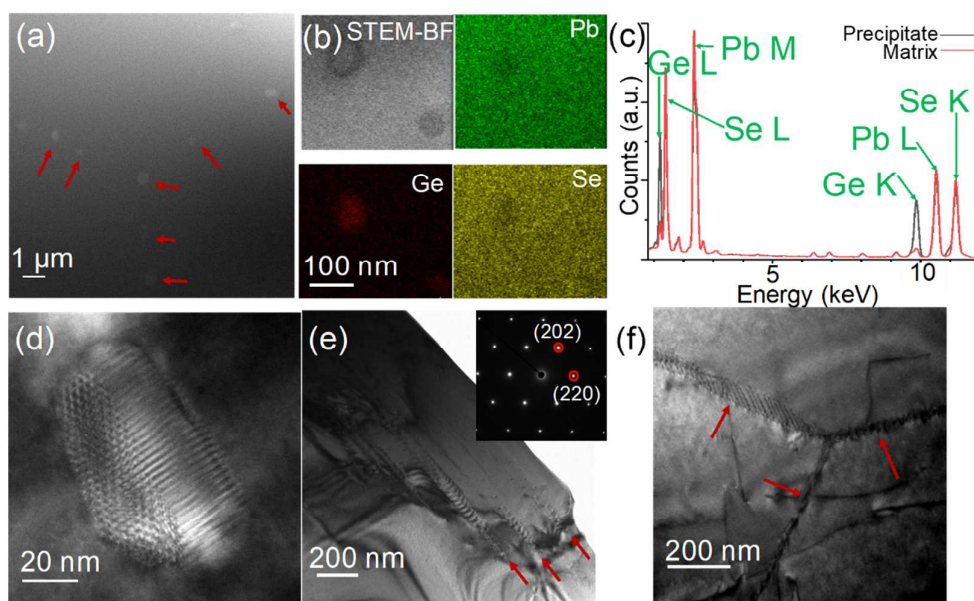 (a)
1 µm
(b)
STEM-BF
Pb
Ge
Se
100 nm
(c)
Precipitate
Matrix
Ge L
Pb M
Se L
Se K
Pb L
Ge K
Counts (a.u.)
5
10
Energy (keV)
(d)
20 nm
(e)
(202)
(220)
200 nm
(f)
200 nm